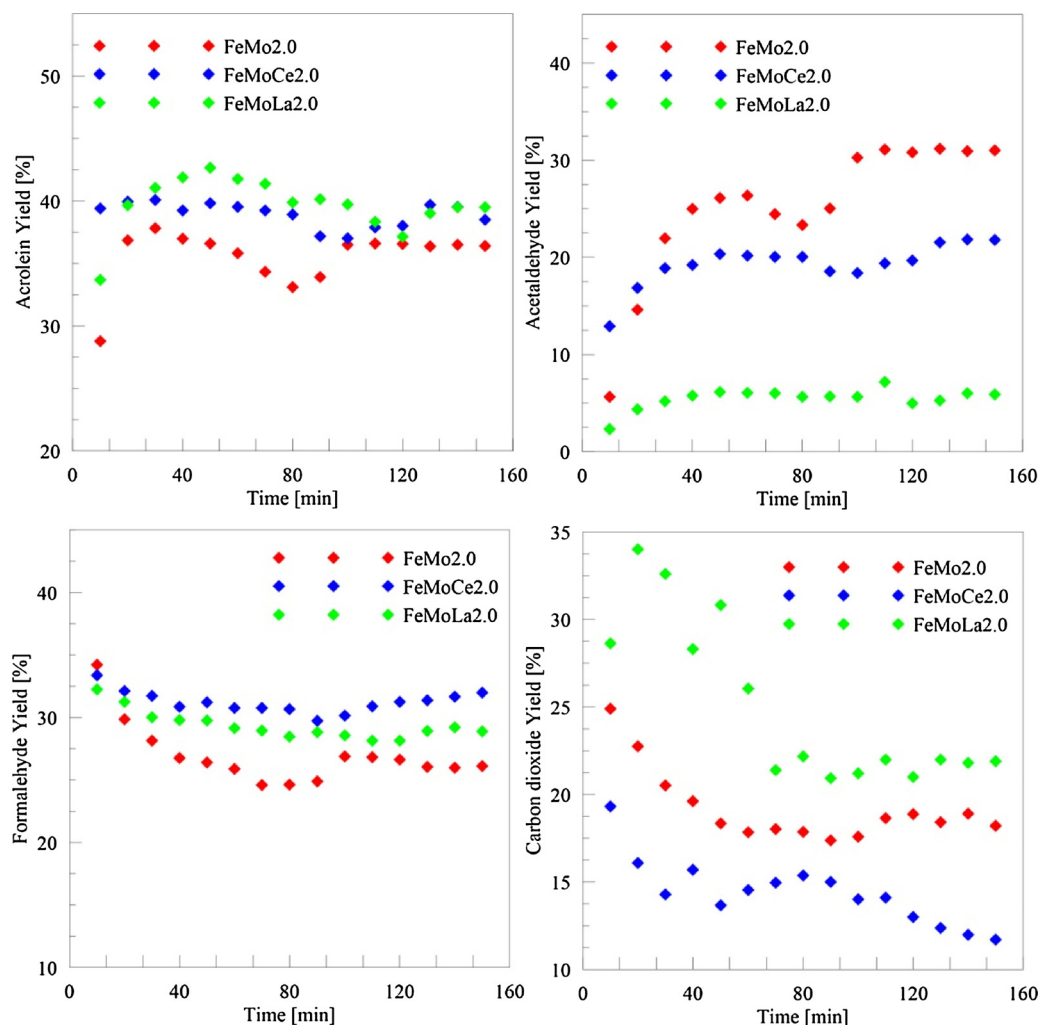 50
40
30
20
Acrolein Yield [%]
FeMo2.0
FeMoCe2.0
FeMoLa2.0
0 40 80 120 160
Time [min]
40
30
20
10
0
Acetaldehyde Yield [%]
FeMo2.0
FeMoCe2.0
FeMoLa2.0
0 40 80 120 160
Time [min]
40
30
20
10
Formalehyde Yield [%]
FeMo2.0
FeMoCe2.0
FeMoLa2.0
0 40 80 120 160
Time [min]
35
30
25
20
15
10
Carbon dioxide Yield [%]
FeMo2.0
FeMoCe2.0
FeMoLa2.0
0 40 80 120 160
Time [min]